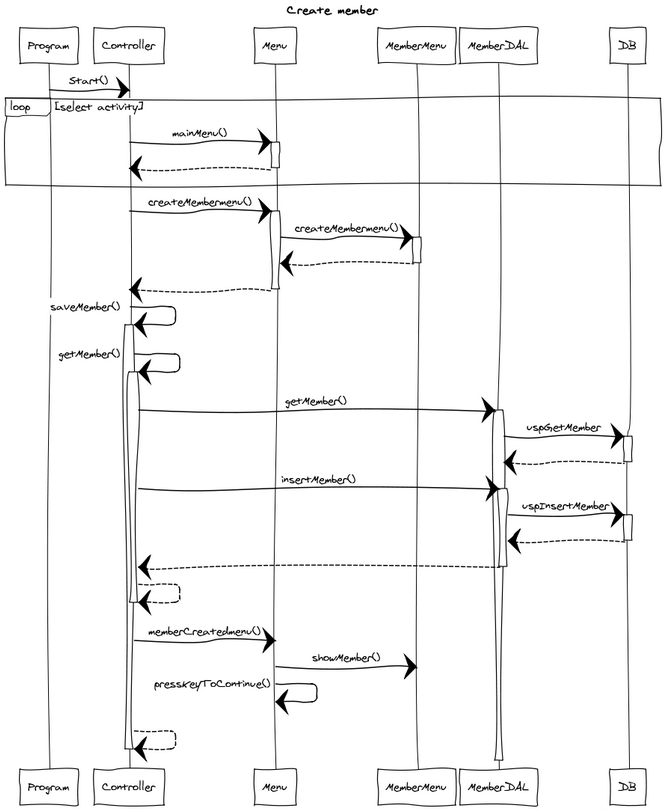 Create member
Program Controller Menu MemberMenu MemberDAL DB
Start()
loop [select activity]
mainMenu()
createMembermenu()
createMembermenu()
saveMember()
getMember()
getMember()
uspGetMember
insertMember()
uspInsertMember
memberCreatedmenu()
showMember()
pressKeyToContinue()
Program Controller Menu MemberMenu MemberDAL DB